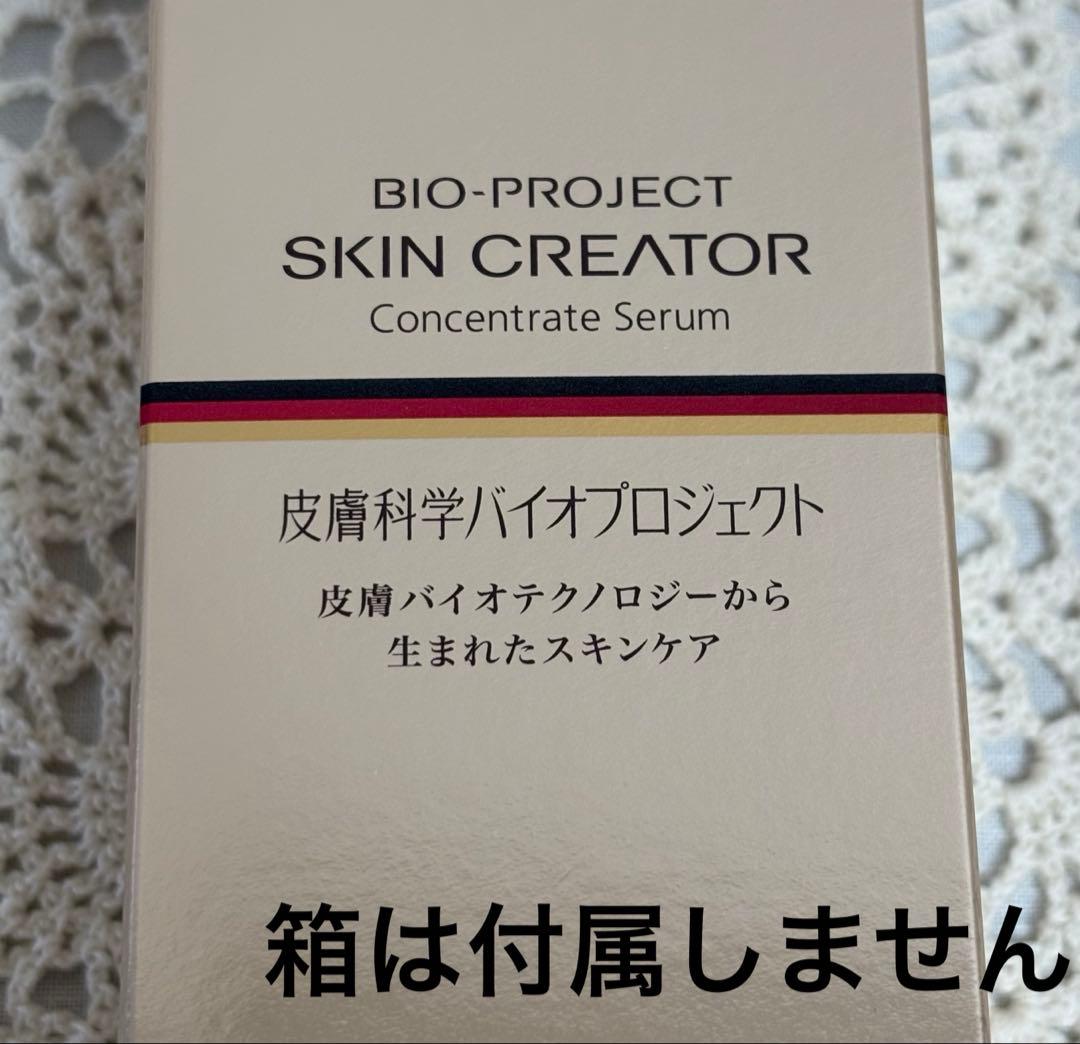 BIO-PROJECT
SKIN CREATOR
Concentrate Serum
皮膚科学バイオプロジェクト
皮膚バイオテクノロジーから
生まれたスキンケア
箱は付属しません